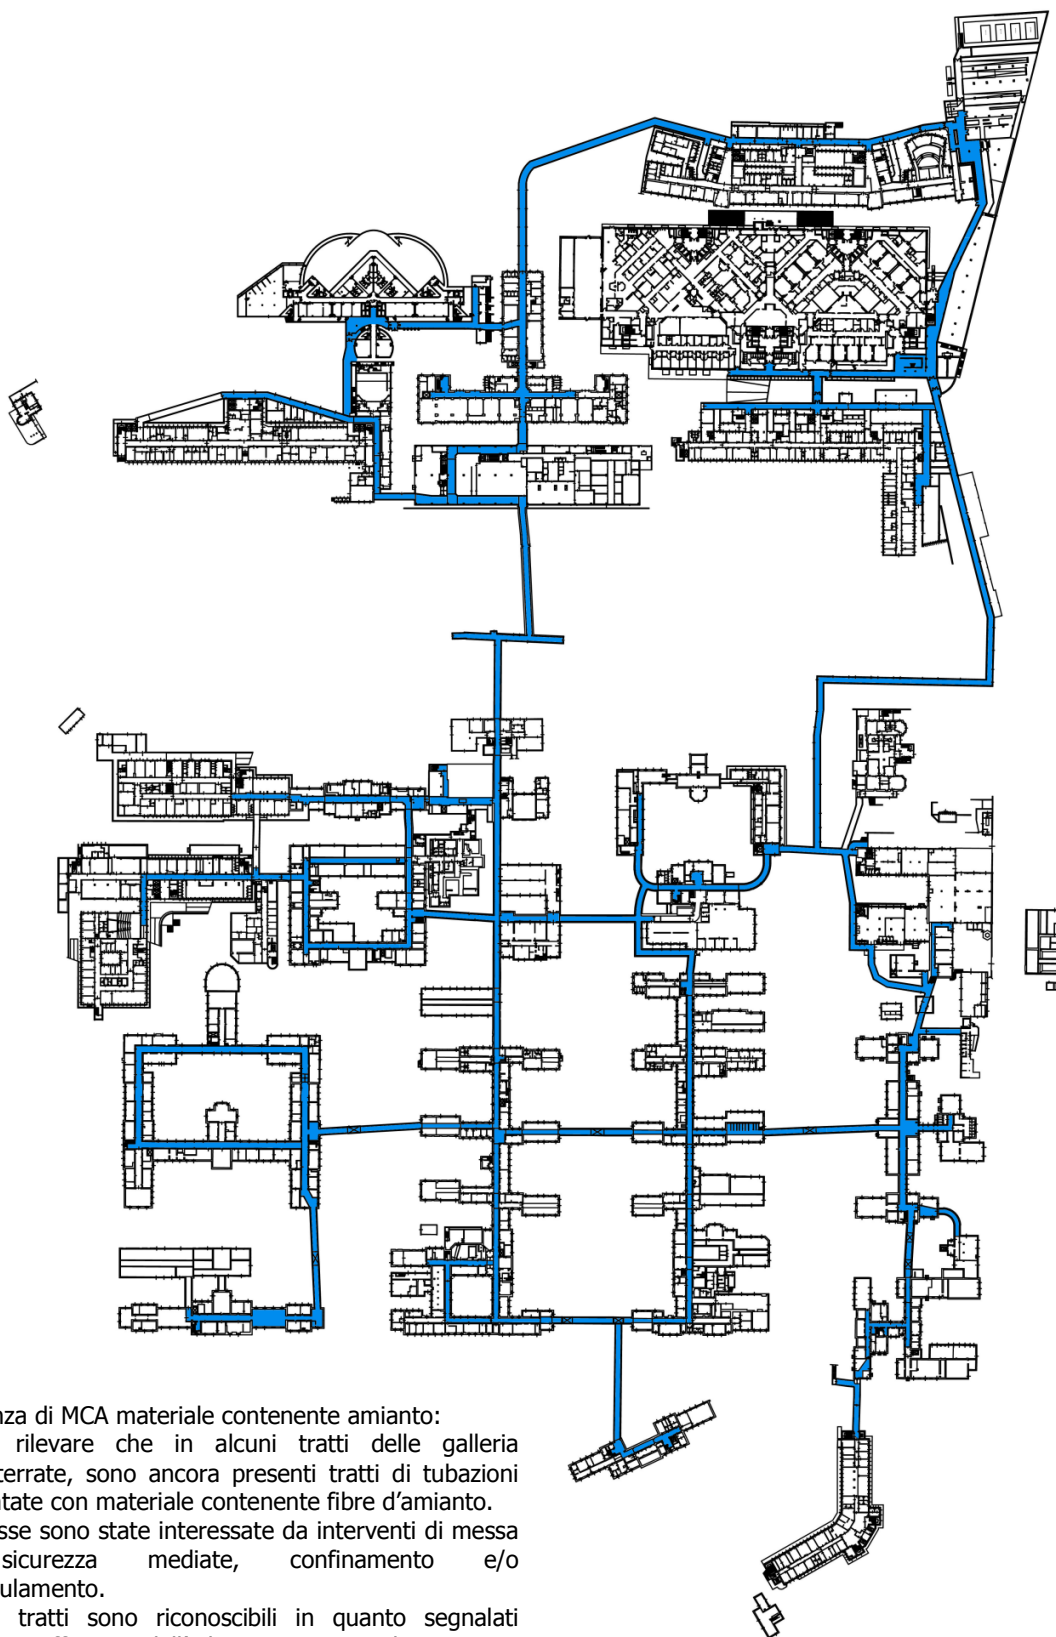 nza di MCA materiale contenente amianto:
rilevare che in alcuni tratti delle galleria
terrate, sono ancora presenti tratti di tubazioni
tate con materiale contenente fibre d'amianto.
sse sono state interessate da interventi di messa
sicurezza mediate, confinamento e/o
ulamento.
tratti sono riconoscibili in quanto segnalati